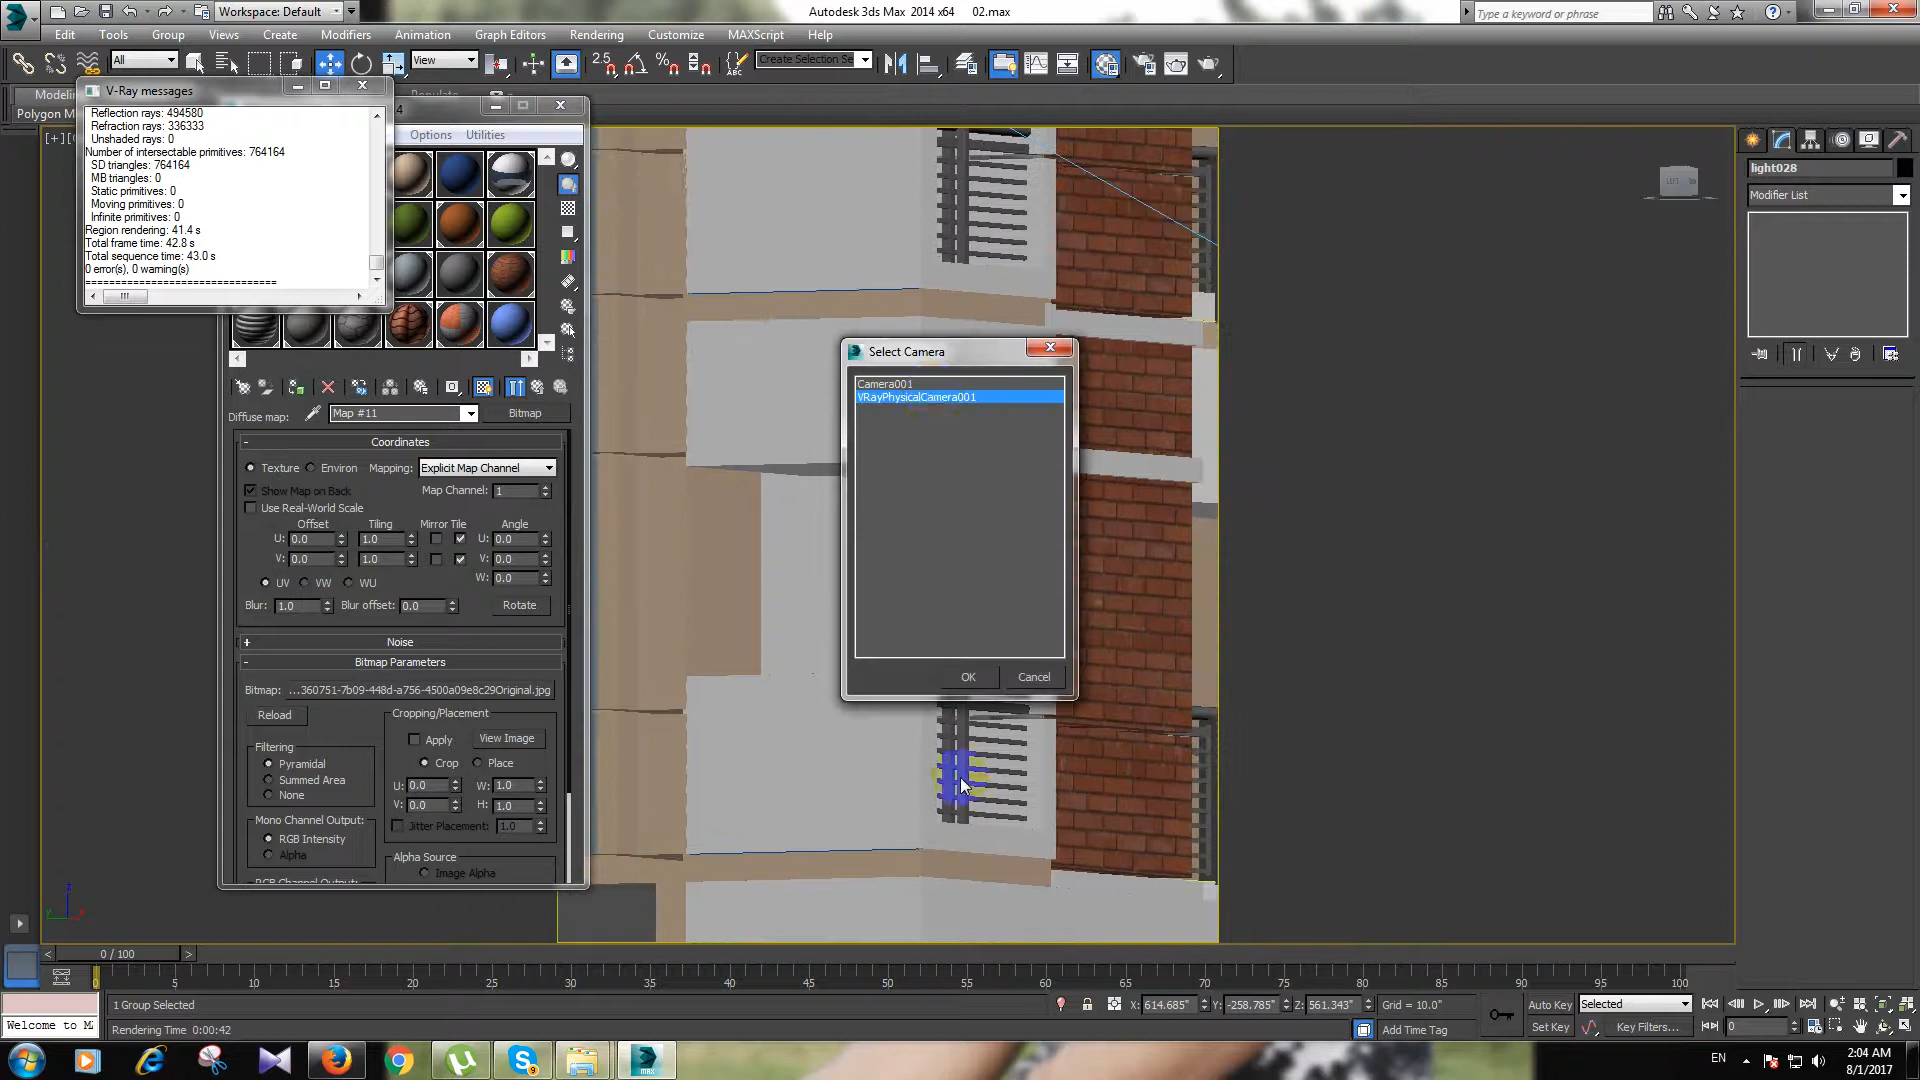 Workspace: Default
Autodesk 3ds Max 2014 x64
02.max
Type a keyword or phrase
Edit
Tools
Group
Views
Create
Modifiers
Animation
Graph Editors
Rendering
Customize
MAXScript
Help
All
View
2.5
Create Selection Se
Populate
V-Ray messages
Polygon M
Options
Utilities
Reflection rays: 494580
Refraction rays: 336333
Unshaded rays: 0
Number of intersectable primitives: 764164
SD triangles: 764164
MB triangles: 0
Static primitives: 0
Moving primitives: 0
Infinite primitives: 0
Region rendering: 41.4 s
Total frame time: 42.8 s
Total sequence time: 43.0 s
0 error(s), 0 warning(s)
================================
LEFT
light028
Modifier List
Select Camera
Camera001
VRayPhysicalCamera001
OK
Cancel
Diffuse map:
Map #11
Bitmap
- Coordinates
Texture
Environ
Mapping:
Explicit Map Channel
Show Map on Back
Map Channel: 1
Use Real-World Scale
Offset
Tiling
Mirror Tile
Angle
U: 0.0
1.0
U: 0.0
V: 0.0
1.0
V: 0.0
UV
VW
WU
W: 0.0
Blur: 1.0
Blur offset: 0.0
Rotate
+ Noise
- Bitmap Parameters
Bitmap:
...360751-7b09-448d-a756-4500a09e8c29Original.jpg
Reload
Cropping/Placement
Apply
View Image
Filtering
Pyramidal
Summed Area
None
Crop
Place
U: 0.0
W: 1.0
V: 0.0
H: 1.0
Jitter Placement: 1.0
Mono Channel Output:
RGB Intensity
Alpha
Alpha Source
Image Alpha
RGB Channel Output:
z
y
x
< 0 / 100 >
0 5 10 15 20 25 30 35 40 45 50 55 60 65 70 75 80 85 90 95 100
1 Group Selected
X: 614.685"
Y: -258.785"
Z: 561.343"
Grid = 10.0"
Auto Key
Selected
Welcome to M
Rendering Time 0:00:42
Add Time Tag
Set Key
Key Filters...
0
MAX
EN
2:04 AM
8/1/2017